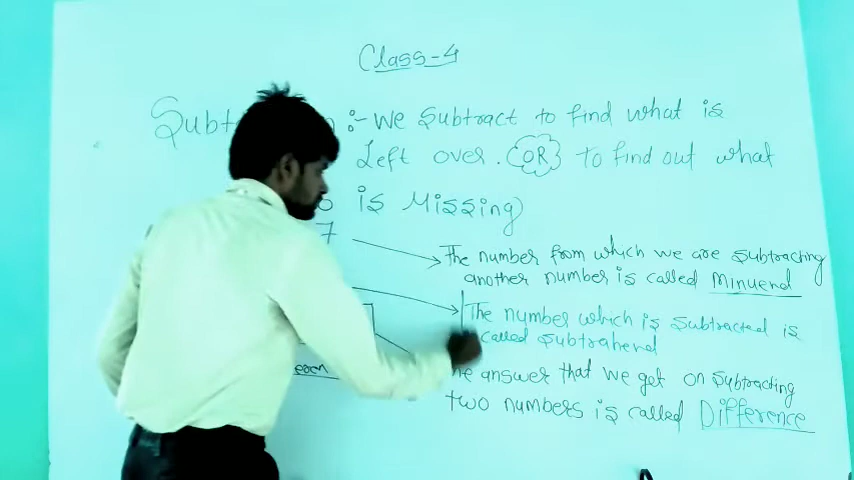 Class-4
:- We Subtract to find what is
Left over. (OR) to find out what
is Missing
7
The number from which we are subtracting
another number is called Minuend
The number which is Subtracted is
called Subtrahend
answer that we get on Subtracting
two numbers is called Difference